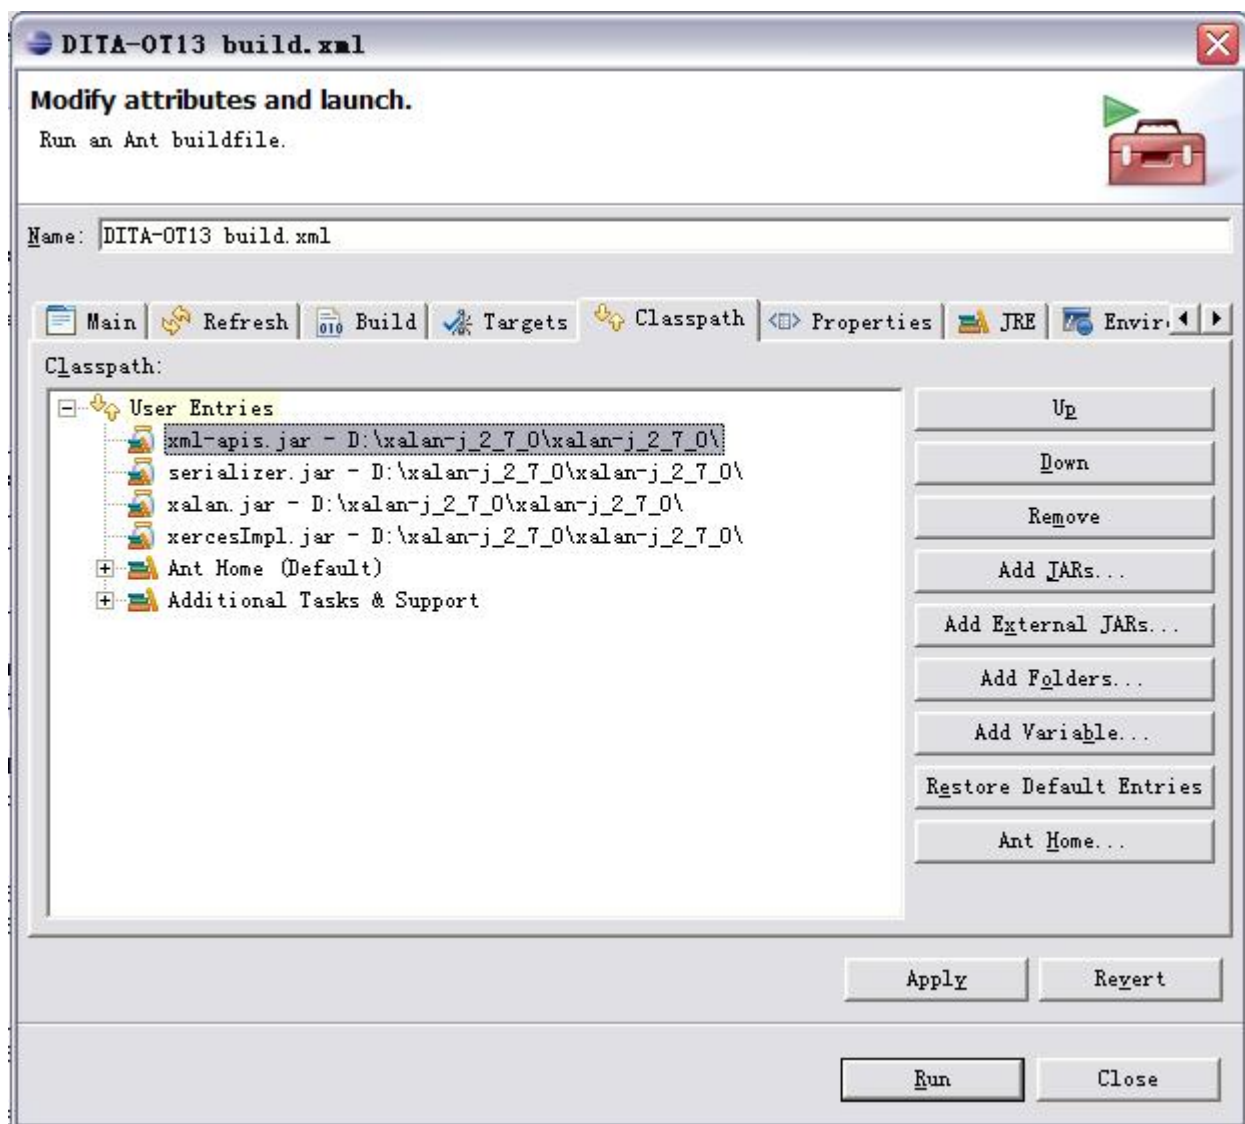 DITA-OT13 build.xml
Modify attributes and launch.
Run an Ant buildfile.
Name: DITA-OT13 build.xml
Main Refresh 010 Build Targets Classpath Properties JRE Envir
Classpath:
User Entries
xml-apis.jar - D:\xalan-j_2_7_0\xalan-j_2_7_0\
serializer.jar - D:\xalan-j_2_7_0\xalan-j_2_7_0\
xalan.jar - D:\xalan-j_2_7_0\xalan-j_2_7_0\
xercesImpl.jar - D:\xalan-j_2_7_0\xalan-j_2_7_0\
Ant Home (Default)
Additional Tasks & Support
Up
Down
Remove
Add JARs...
Add External JARs...
Add Folders...
Add Variable...
Restore Default Entries
Ant Home...
Apply Revert
Run Close